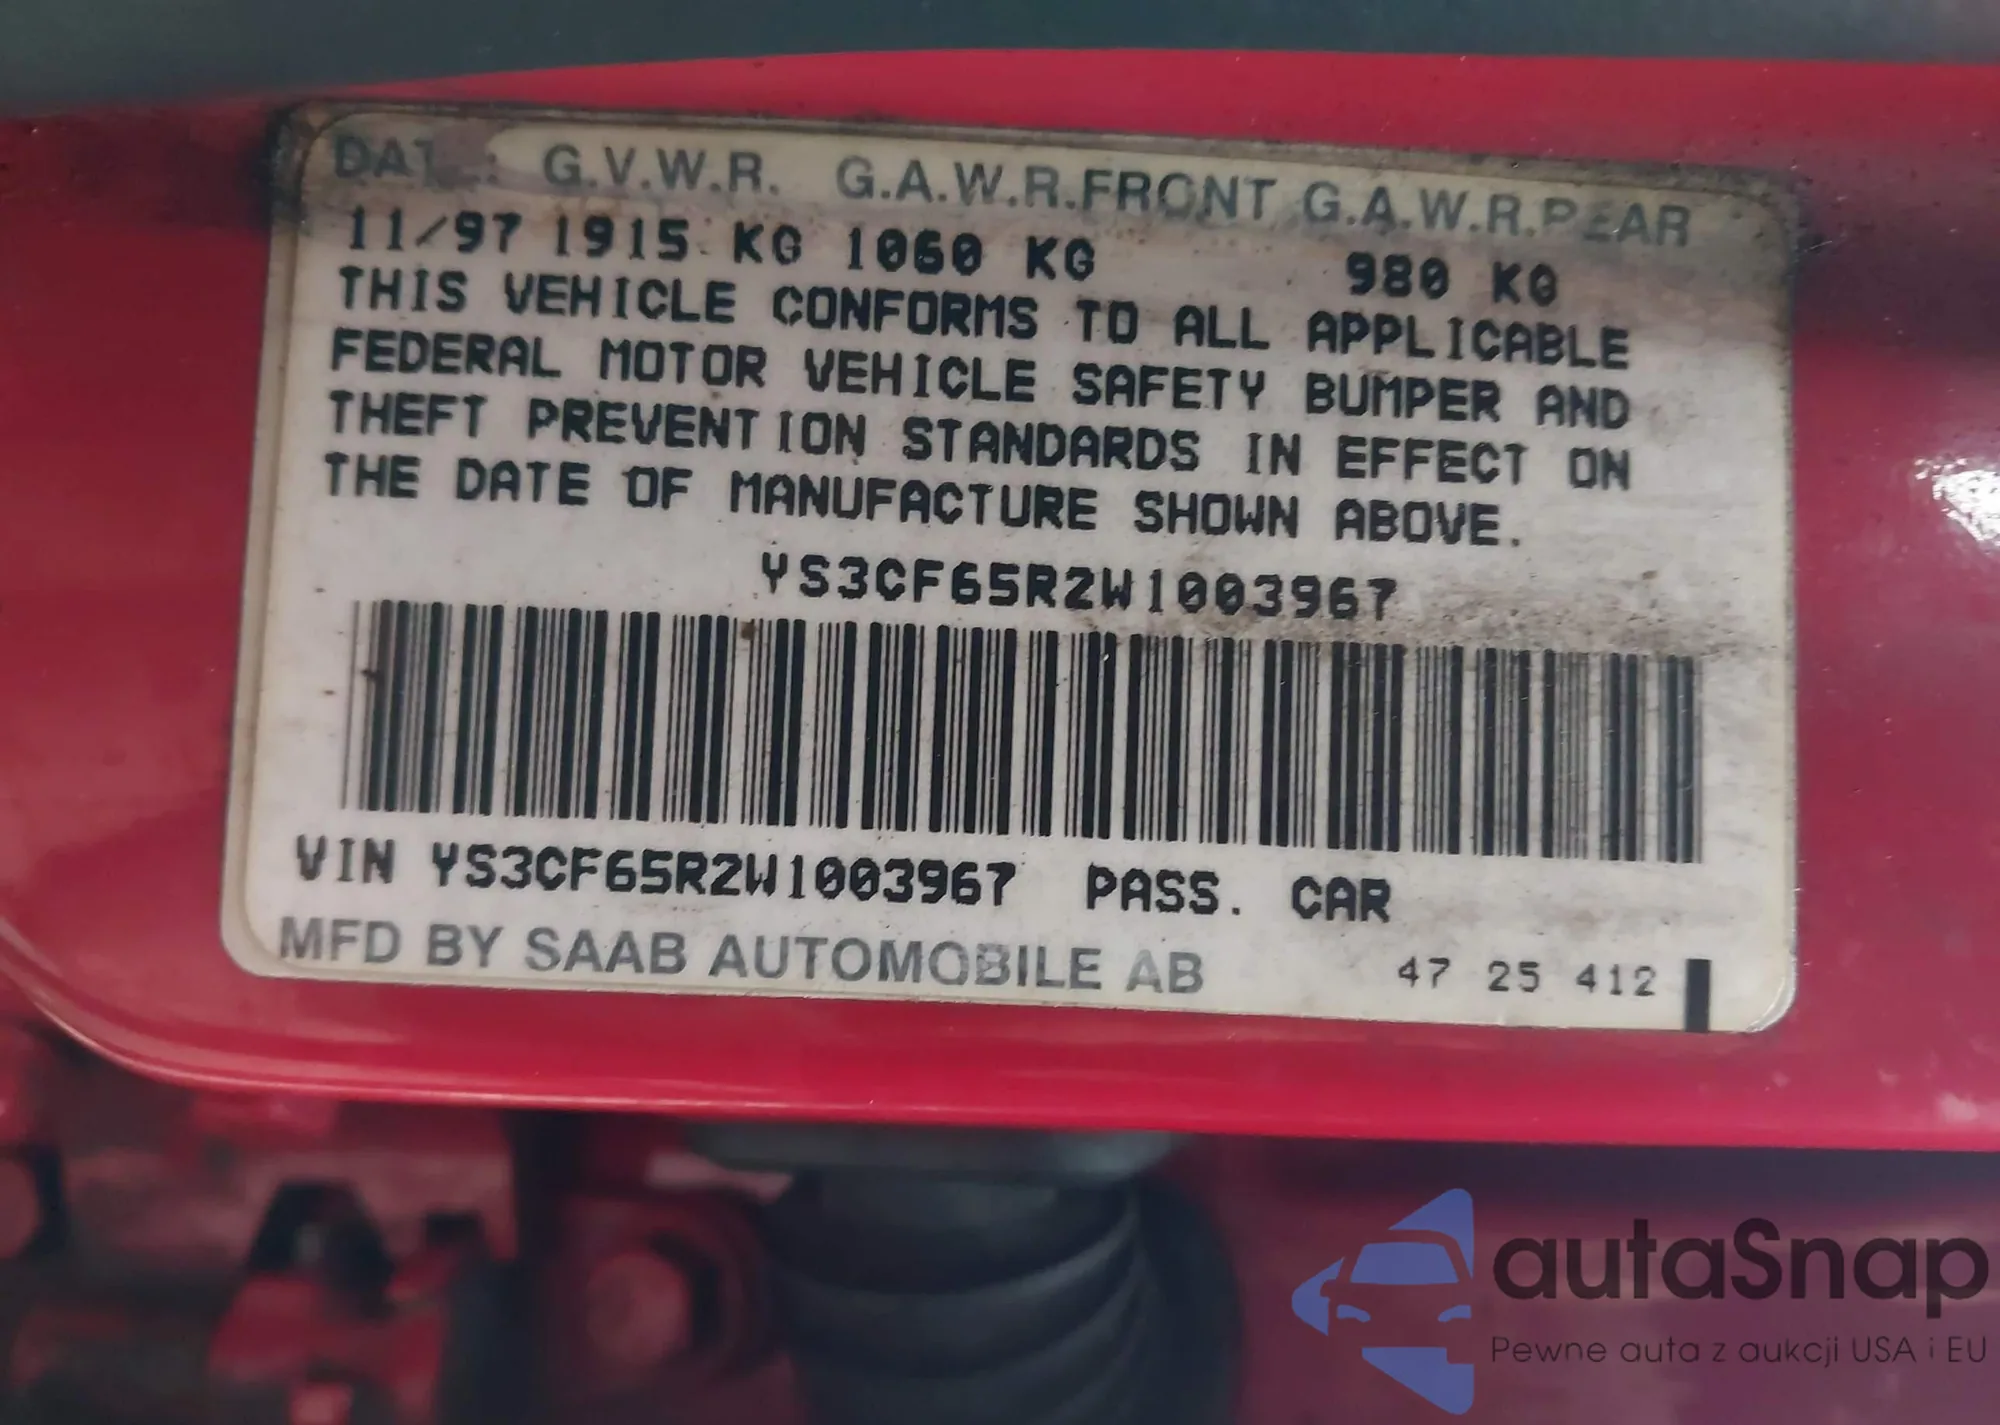 DATE: G.V.W.R. G.A.W.R.FRONT G.A.W.R.REAR
11/97 1915 KG 1060 KG 980 KG
THIS VEHICLE CONFORMS TO ALL APPLICABLE
FEDERAL MOTOR VEHICLE SAFETY BUMPER AND
THEFT PREVENTION STANDARDS IN EFFECT ON
THE DATE OF MANUFACTURE SHOWN ABOVE.
YS3CF65R2W1003967
VIN YS3CF65R2W1003967 PASS. CAR
MFD BY SAAB AUTOMOBILE AB 47 25 412
autaSnap
Pewne auta z aukcji USA i EU